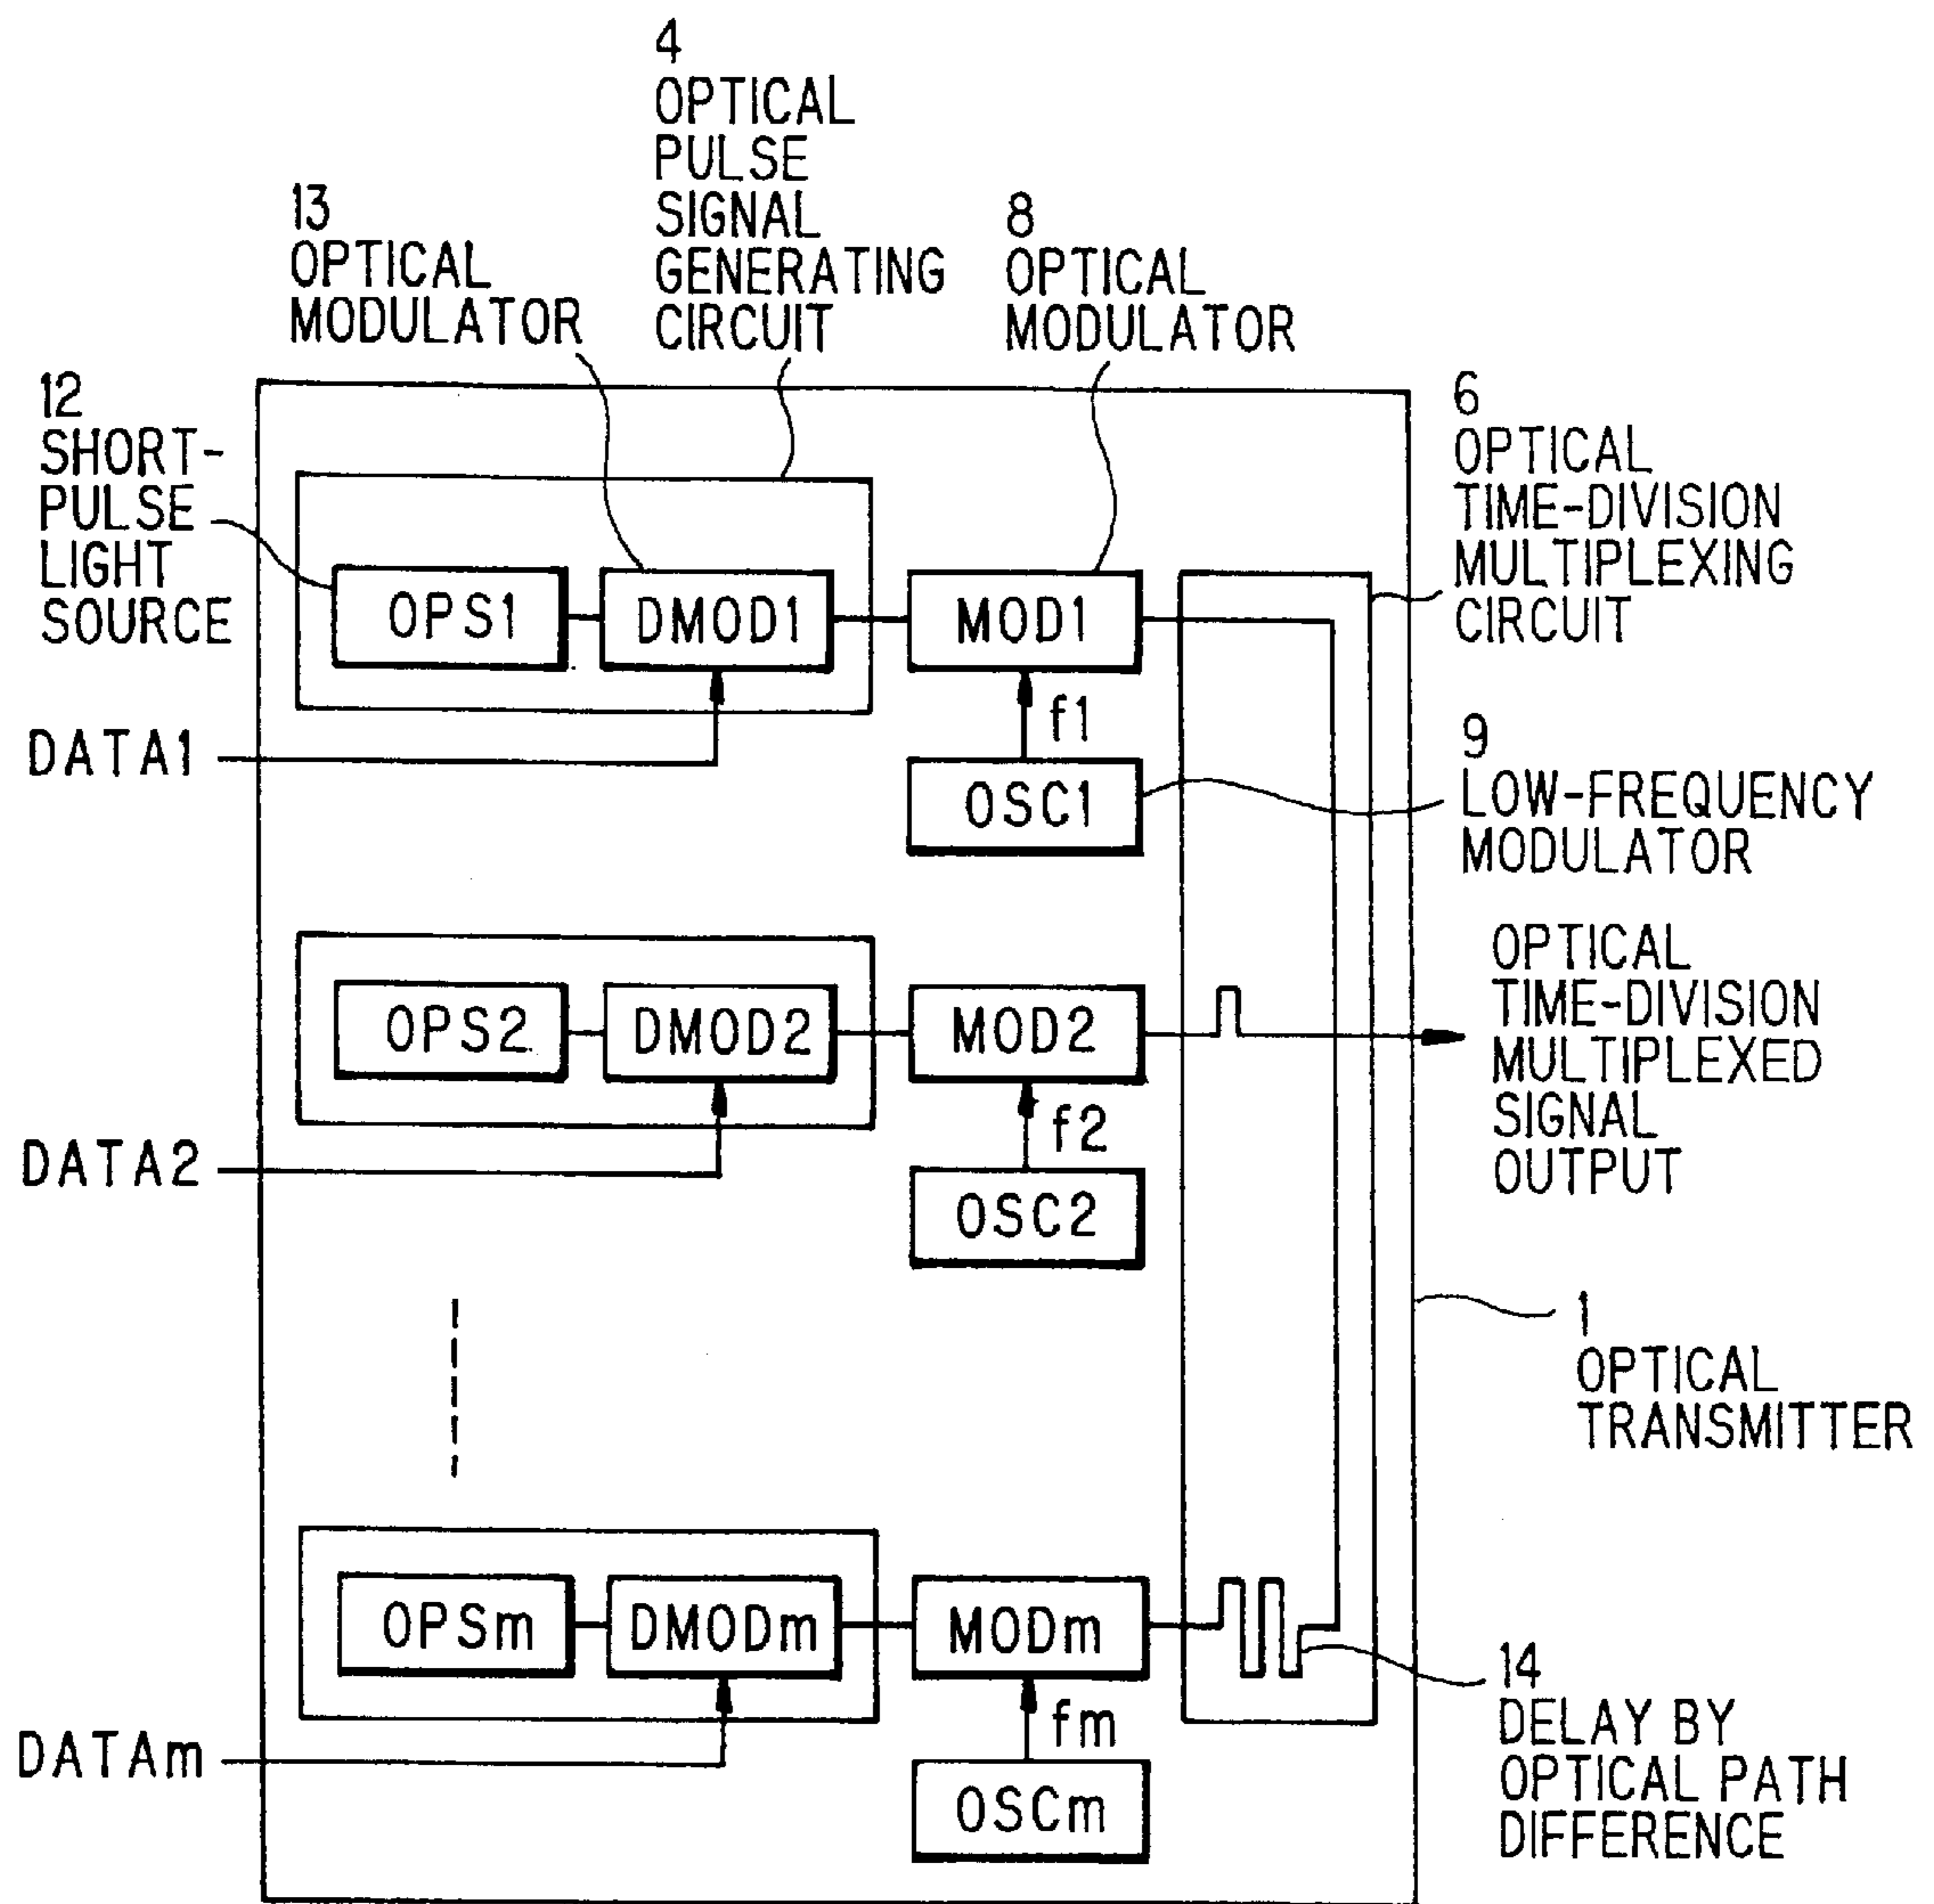 4
OPTICAL
PULSE
SIGNAL
GENERATING
CIRCUIT
13
OPTICAL
MODULATOR
8
OPTICAL
MODULATOR
12
SHORT-
PULSE
LIGHT
SOURCE
6
OPTICAL
TIME-DIVISION
MULTIPLEXING
CIRCUIT
OPS1
DMOD1
MOD1
DATA1
f1
OSC1
9
LOW-FREQUENCY
MODULATOR
OPS2
DMOD2
MOD2
OPTICAL
TIME-DIVISION
MULTIPLEXED
SIGNAL
OUTPUT
DATA2
f2
OSC2
1
OPTICAL
TRANSMITTER
OPSm
DMODm
MODm
DATAm
fm
OSCm
14
DELAY BY
OPTICAL PATH
DIFFERENCE